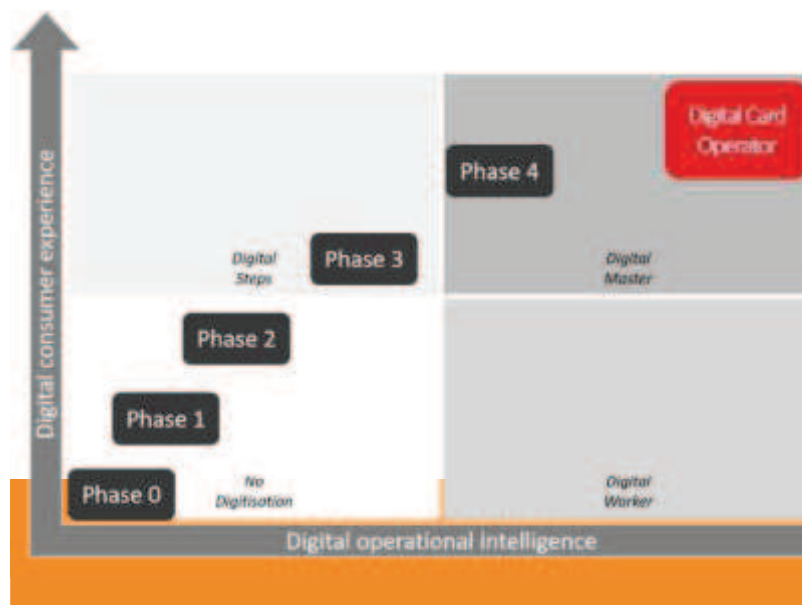 Digital consumer experience
Digital Card
Operator
Phase 4
Phase 3
Digital
Steps
Digital
Master
Phase 2
Phase 1
Phase 0
No
Digitisation
Digital
Worker
Digital operational intelligence